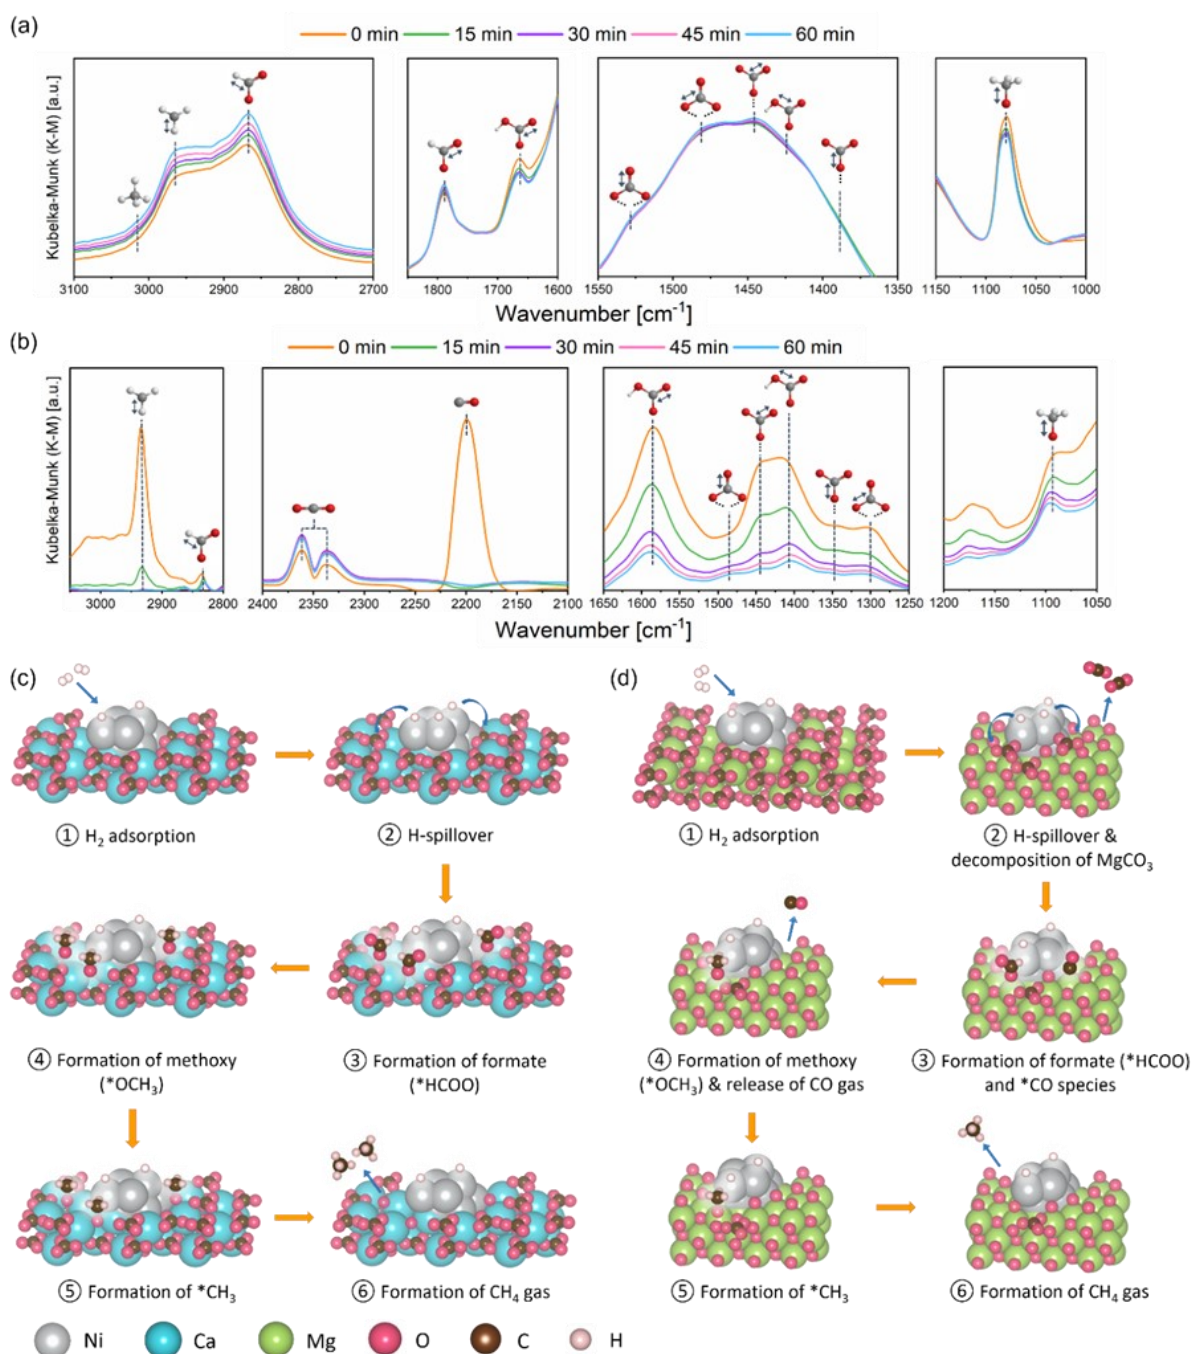 (a)
0 min 15 min 30 min 45 min 60 min
Kubelka-Munk (K-M) [a.u.]
3100 3000 2900 2800 2700
1800 1700 1600
1550 1500 1450 1400 1350
1150 1100 1050 1000
Wavenumber [cm⁻¹]
(b)
0 min 15 min 30 min 45 min 60 min
Kubelka-Munk (K-M) [a.u.]
3050 2950 2900 2800
2400 2350 2300 2250 2200 2150 2100
1650 1600 1550 1500 1450 1400 1350 1300 1250
1200 1150 1100 1050
Wavenumber [cm⁻¹]
(c)
① H₂ adsorption
② H-spillover
④ Formation of methoxy
(*OCH₃)
③ Formation of formate
(*HCOO)
⑤ Formation of *CH₃
⑥ Formation of CH₄ gas
(d)
① H₂ adsorption
② H-spillover &
decomposition of MgCO₃
④ Formation of methoxy
(*OCH₃) & release of CO gas
③ Formation of formate (*HCOO)
and *CO species
⑤ Formation of *CH₃
⑥ Formation of CH₄ gas
Ni Ca Mg O C H